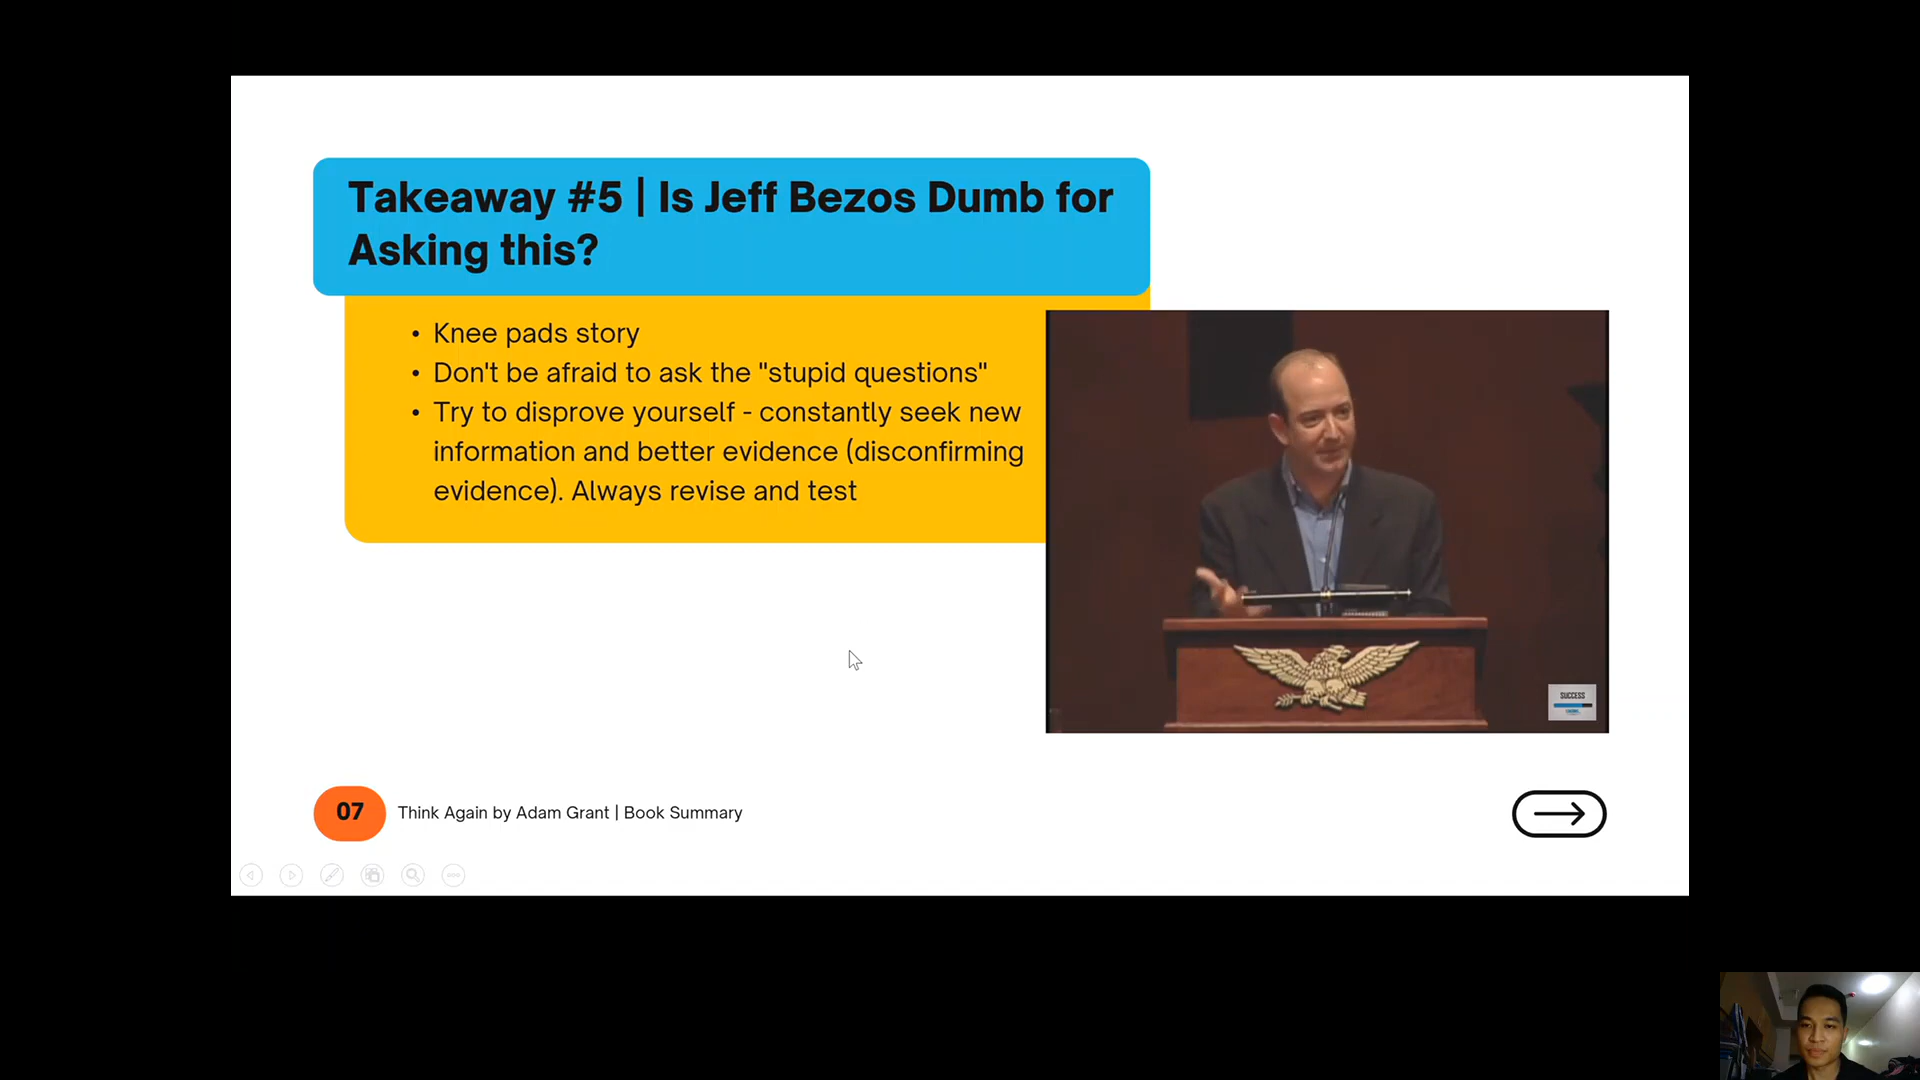 Takeaway #5 | Is Jeff Bezos Dumb for
Asking this?
• Knee pads story
• Don't be afraid to ask the "stupid questions"
• Try to disprove yourself - constantly seek new
information and better evidence (disconfirming
evidence). Always revise and test
SUCCESS
07
Think Again by Adam Grant | Book Summary